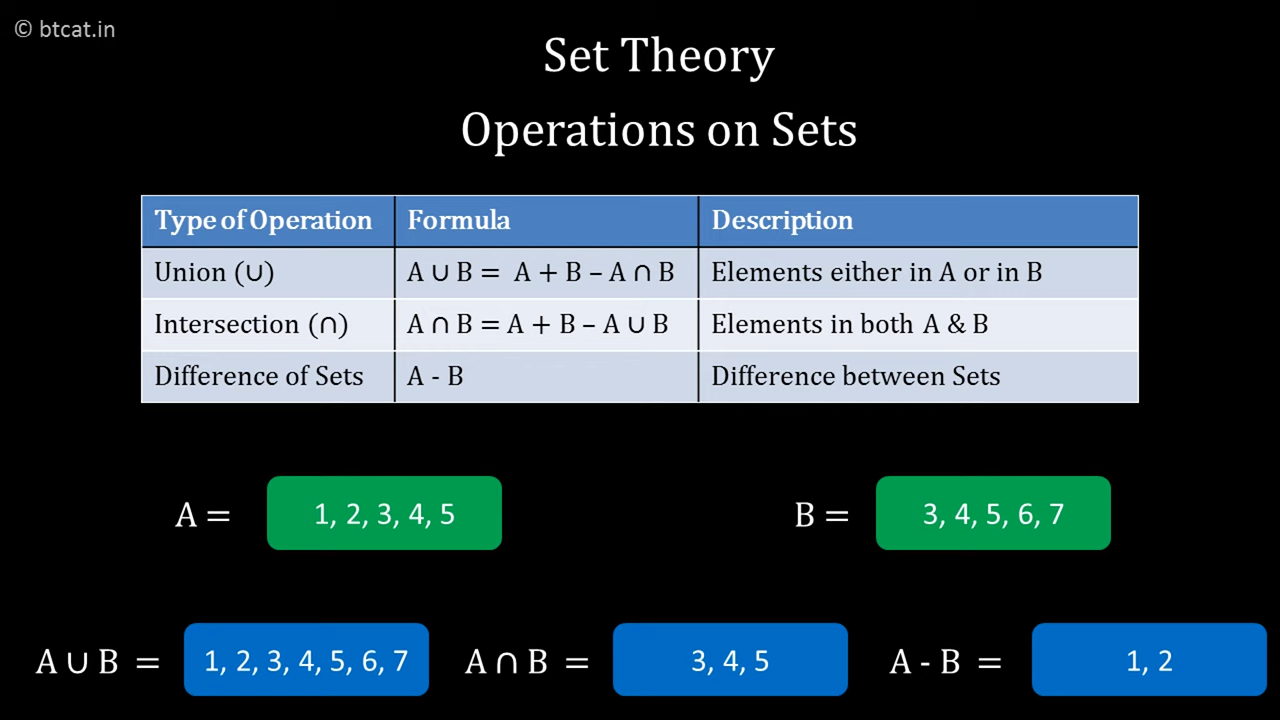 © btcat.in
Set Theory
Operations on Sets
Type of Operation Formula Description
Union (∪) A ∪ B = A + B – A ∩ B Elements either in A or in B
Intersection (∩) A ∩ B = A + B – A ∪ B Elements in both A & B
Difference of Sets A - B Difference between Sets
A = 1, 2, 3, 4, 5 B = 3, 4, 5, 6, 7
A ∪ B = 1, 2, 3, 4, 5, 6, 7 A ∩ B = 3, 4, 5 A - B = 1, 2